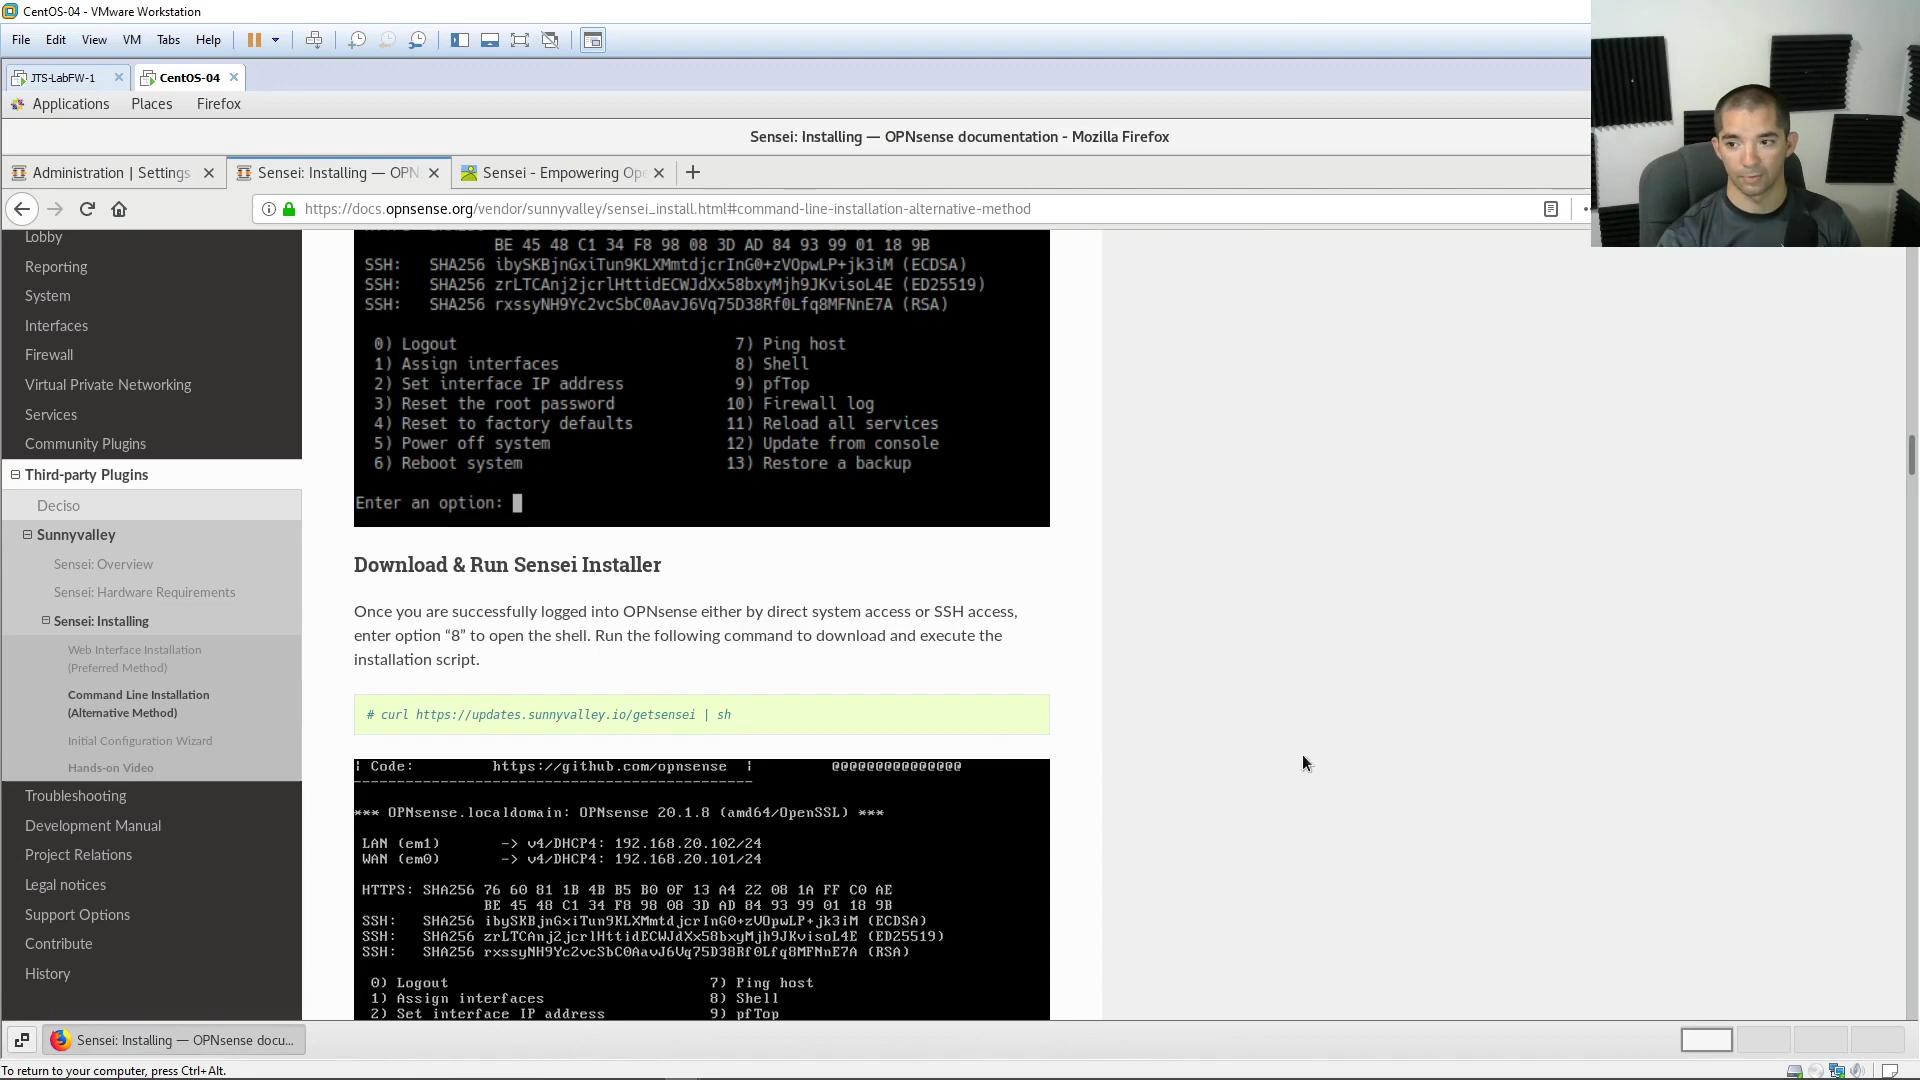 CentOS-04 - VMware Workstation
File Edit View VM Tabs Help
JTS-LabFW-1 CentOS-04
Applications Places Firefox
Sensei: Installing — OPNsense documentation - Mozilla Firefox
Administration | Settings Sensei: Installing — OPN Sensei - Empowering Ope
https://docs.opnsense.org/vendor/sunnyvalley/sensei_install.html#command-line-installation-alternative-method
Lobby
Reporting
System
Interfaces
Firewall
Virtual Private Networking
Services
Community Plugins
Third-party Plugins
Deciso
Sunnyvalley
Sensei: Overview
Sensei: Hardware Requirements
Sensei: Installing
Web Interface Installation
(Preferred Method)
Command Line Installation
(Alternative Method)
Initial Configuration Wizard
Hands-on Video
Troubleshooting
Development Manual
Project Relations
Legal notices
Support Options
Contribute
History
BE 45 48 C1 34 F8 98 08 3D AD 84 93 99 01 18 9B
SSH: SHA256 ibySKBjnGxiTun9KLXMmtdjcrInG0+zVOpwLP+jk3iM (ECDSA)
SSH: SHA256 zrLTCAnj2jcrlHttidECWJdXx58bxyMjh9JKvisoL4E (ED25519)
SSH: SHA256 rxssyNH9Yc2vcSbC0AavJ6Vq75D38Rf0Lfq8MFNnE7A (RSA)
0) Logout 7) Ping host
1) Assign interfaces 8) Shell
2) Set interface IP address 9) pfTop
3) Reset the root password 10) Firewall log
4) Reset to factory defaults 11) Reload all services
5) Power off system 12) Update from console
6) Reboot system 13) Restore a backup
Enter an option:
Download & Run Sensei Installer
Once you are successfully logged into OPNsense either by direct system access or SSH access,
enter option “8” to open the shell. Run the following command to download and execute the
installation script.
# curl https://updates.sunnyvalley.io/getsensei | sh
| Code: https://github.com/opnsense | @@@@@@@@@@@@@@@
----------------------------------------------
*** OPNsense.localdomain: OPNsense 20.1.8 (amd64/OpenSSL) ***
LAN (em1) -> v4/DHCP4: 192.168.20.102/24
WAN (em0) -> v4/DHCP4: 192.168.20.101/24
HTTPS: SHA256 76 60 81 1B 4B B5 B0 0F 13 A4 22 08 1A FF C0 AE
BE 45 48 C1 34 F8 98 08 3D AD 84 93 99 01 18 9B
SSH: SHA256 ibySKBjnGxiTun9KLXMmtdjcrInG0+zVOpwLP+jk3iM (ECDSA)
SSH: SHA256 zrLTCAnj2jcrlHttidECWJdXx58bxyMjh9JKvisoL4E (ED25519)
SSH: SHA256 rxssyNH9Yc2vcSbC0AavJ6Vq75D38Rf0Lfq8MFNnE7A (RSA)
0) Logout 7) Ping host
1) Assign interfaces 8) Shell
2) Set interface IP address 9) pfTop
Sensei: Installing — OPNsense docu...
To return to your computer, press Ctrl+Alt.